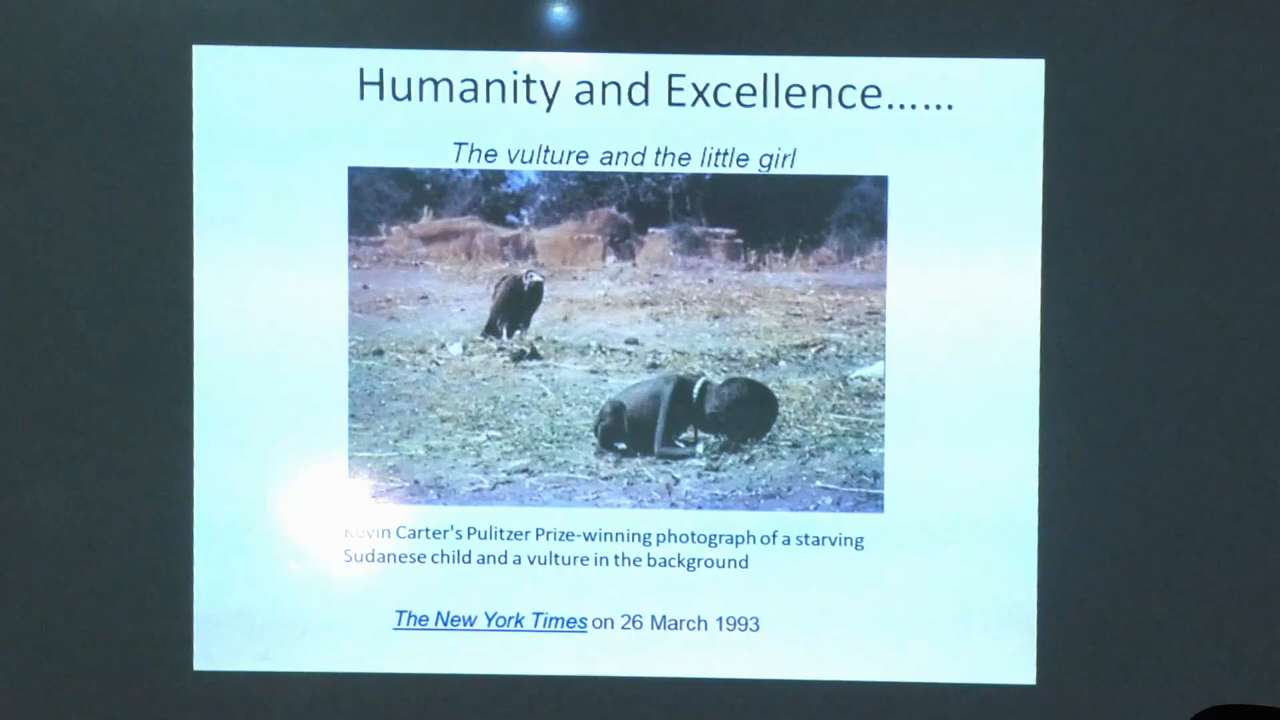 Humanity and Excellence......
The vulture and the little girl
Kevin Carter's Pulitzer Prize-winning photograph of a starving
Sudanese child and a vulture in the background
The New York Times on 26 March 1993